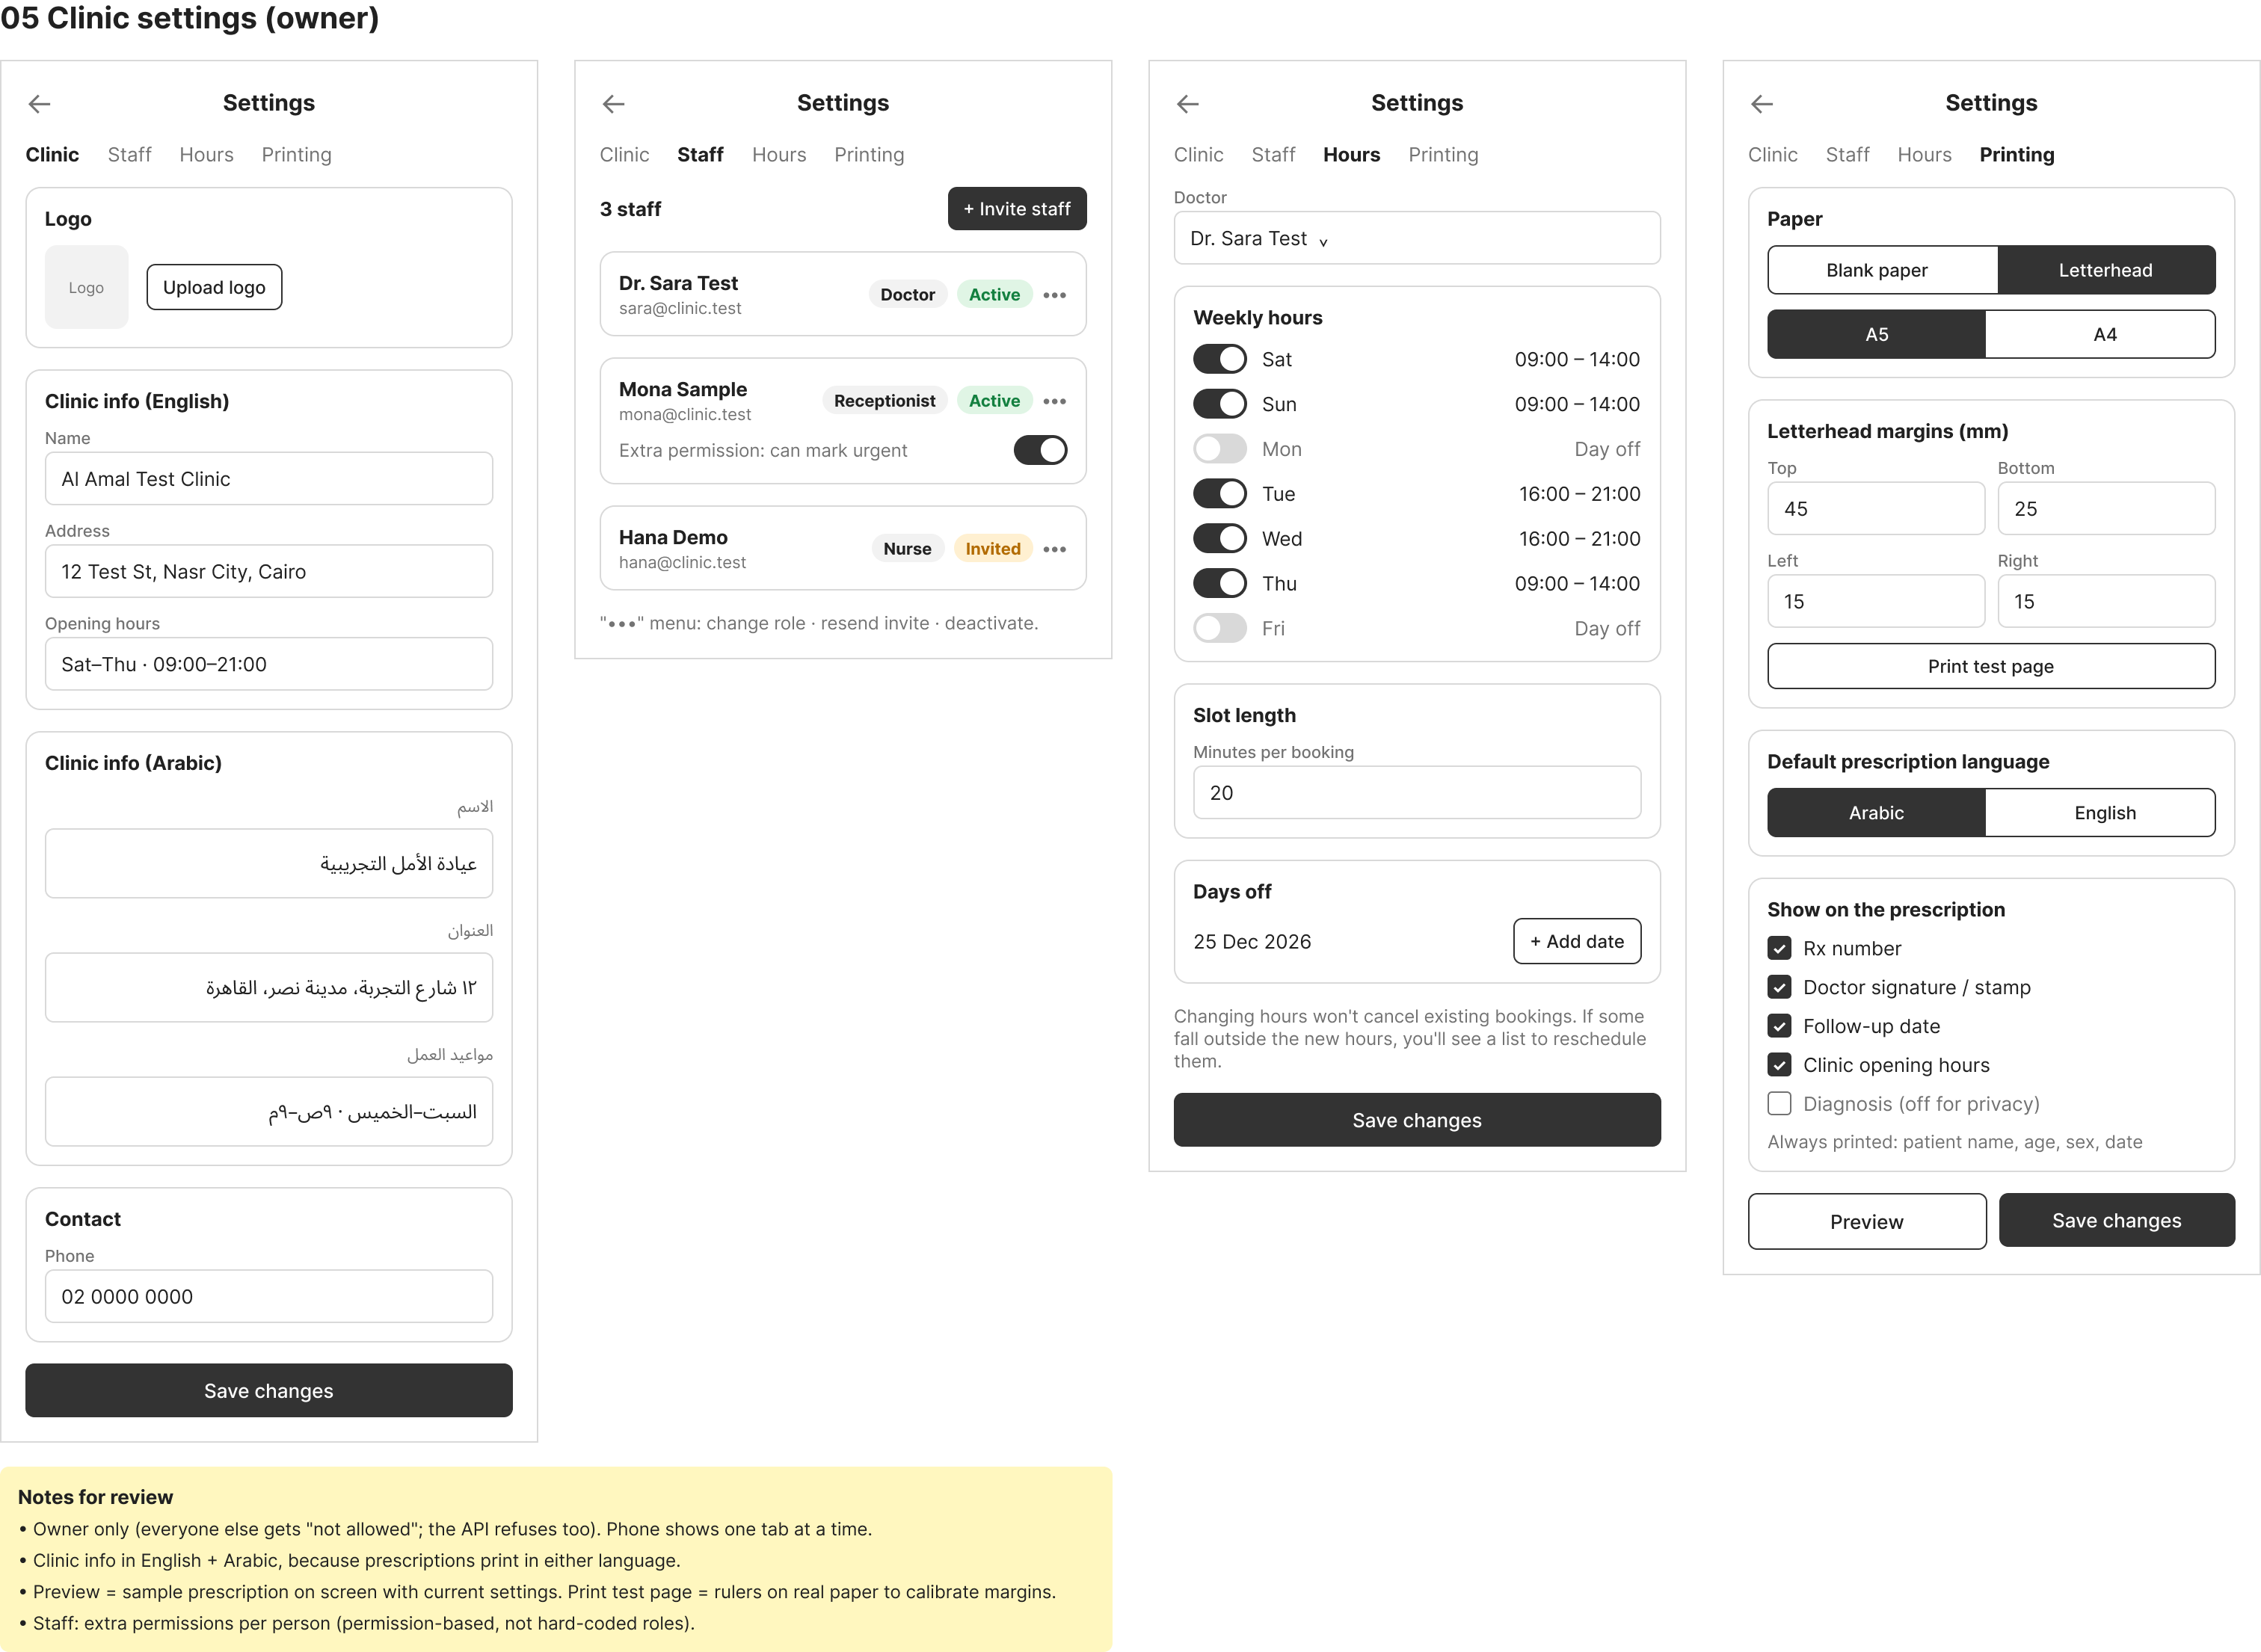 05 Clinic settings (owner)
Settings
Clinic Staff Hours Printing
Logo
Logo
Upload logo
Clinic info (English)
Name
Al Amal Test Clinic
Address
12 Test St, Nasr City, Cairo
Opening hours
Sat–Thu · 09:00–21:00
Clinic info (Arabic)
الاسم
عيادة الأمل التجريبية
العنوان
١٢ شارع التجربة، مدينة نصر، القاهرة
مواعيد العمل
السبت–الخميس · ٩ص–٩م
Contact
Phone
02 0000 0000
Save changes
Settings
Clinic Staff Hours Printing
3 staff
+ Invite staff
Dr. Sara Test
sara@clinic.test
Doctor
Active
•••
Mona Sample
mona@clinic.test
Receptionist
Active
•••
Extra permission: can mark urgent
Hana Demo
hana@clinic.test
Nurse
Invited
•••
"•••" menu: change role · resend invite · deactivate.
Settings
Clinic Staff Hours Printing
Doctor
Dr. Sara Test
Weekly hours
Sat 09:00 – 14:00
Sun 09:00 – 14:00
Mon Day off
Tue 16:00 – 21:00
Wed 16:00 – 21:00
Thu 09:00 – 14:00
Fri Day off
Slot length
Minutes per booking
20
Days off
25 Dec 2026
+ Add date
Changing hours won't cancel existing bookings. If some
fall outside the new hours, you'll see a list to reschedule
them.
Save changes
Settings
Clinic Staff Hours Printing
Paper
Blank paper Letterhead
A5 A4
Letterhead margins (mm)
Top Bottom
45 25
Left Right
15 15
Print test page
Default prescription language
Arabic English
Show on the prescription
Rx number
Doctor signature / stamp
Follow-up date
Clinic opening hours
Diagnosis (off for privacy)
Always printed: patient name, age, sex, date
Preview
Save changes
Notes for review
• Owner only (everyone else gets "not allowed"; the API refuses too). Phone shows one tab at a time.
• Clinic info in English + Arabic, because prescriptions print in either language.
• Preview = sample prescription on screen with current settings. Print test page = rulers on real paper to calibrate margins.
• Staff: extra permissions per person (permission-based, not hard-coded roles).